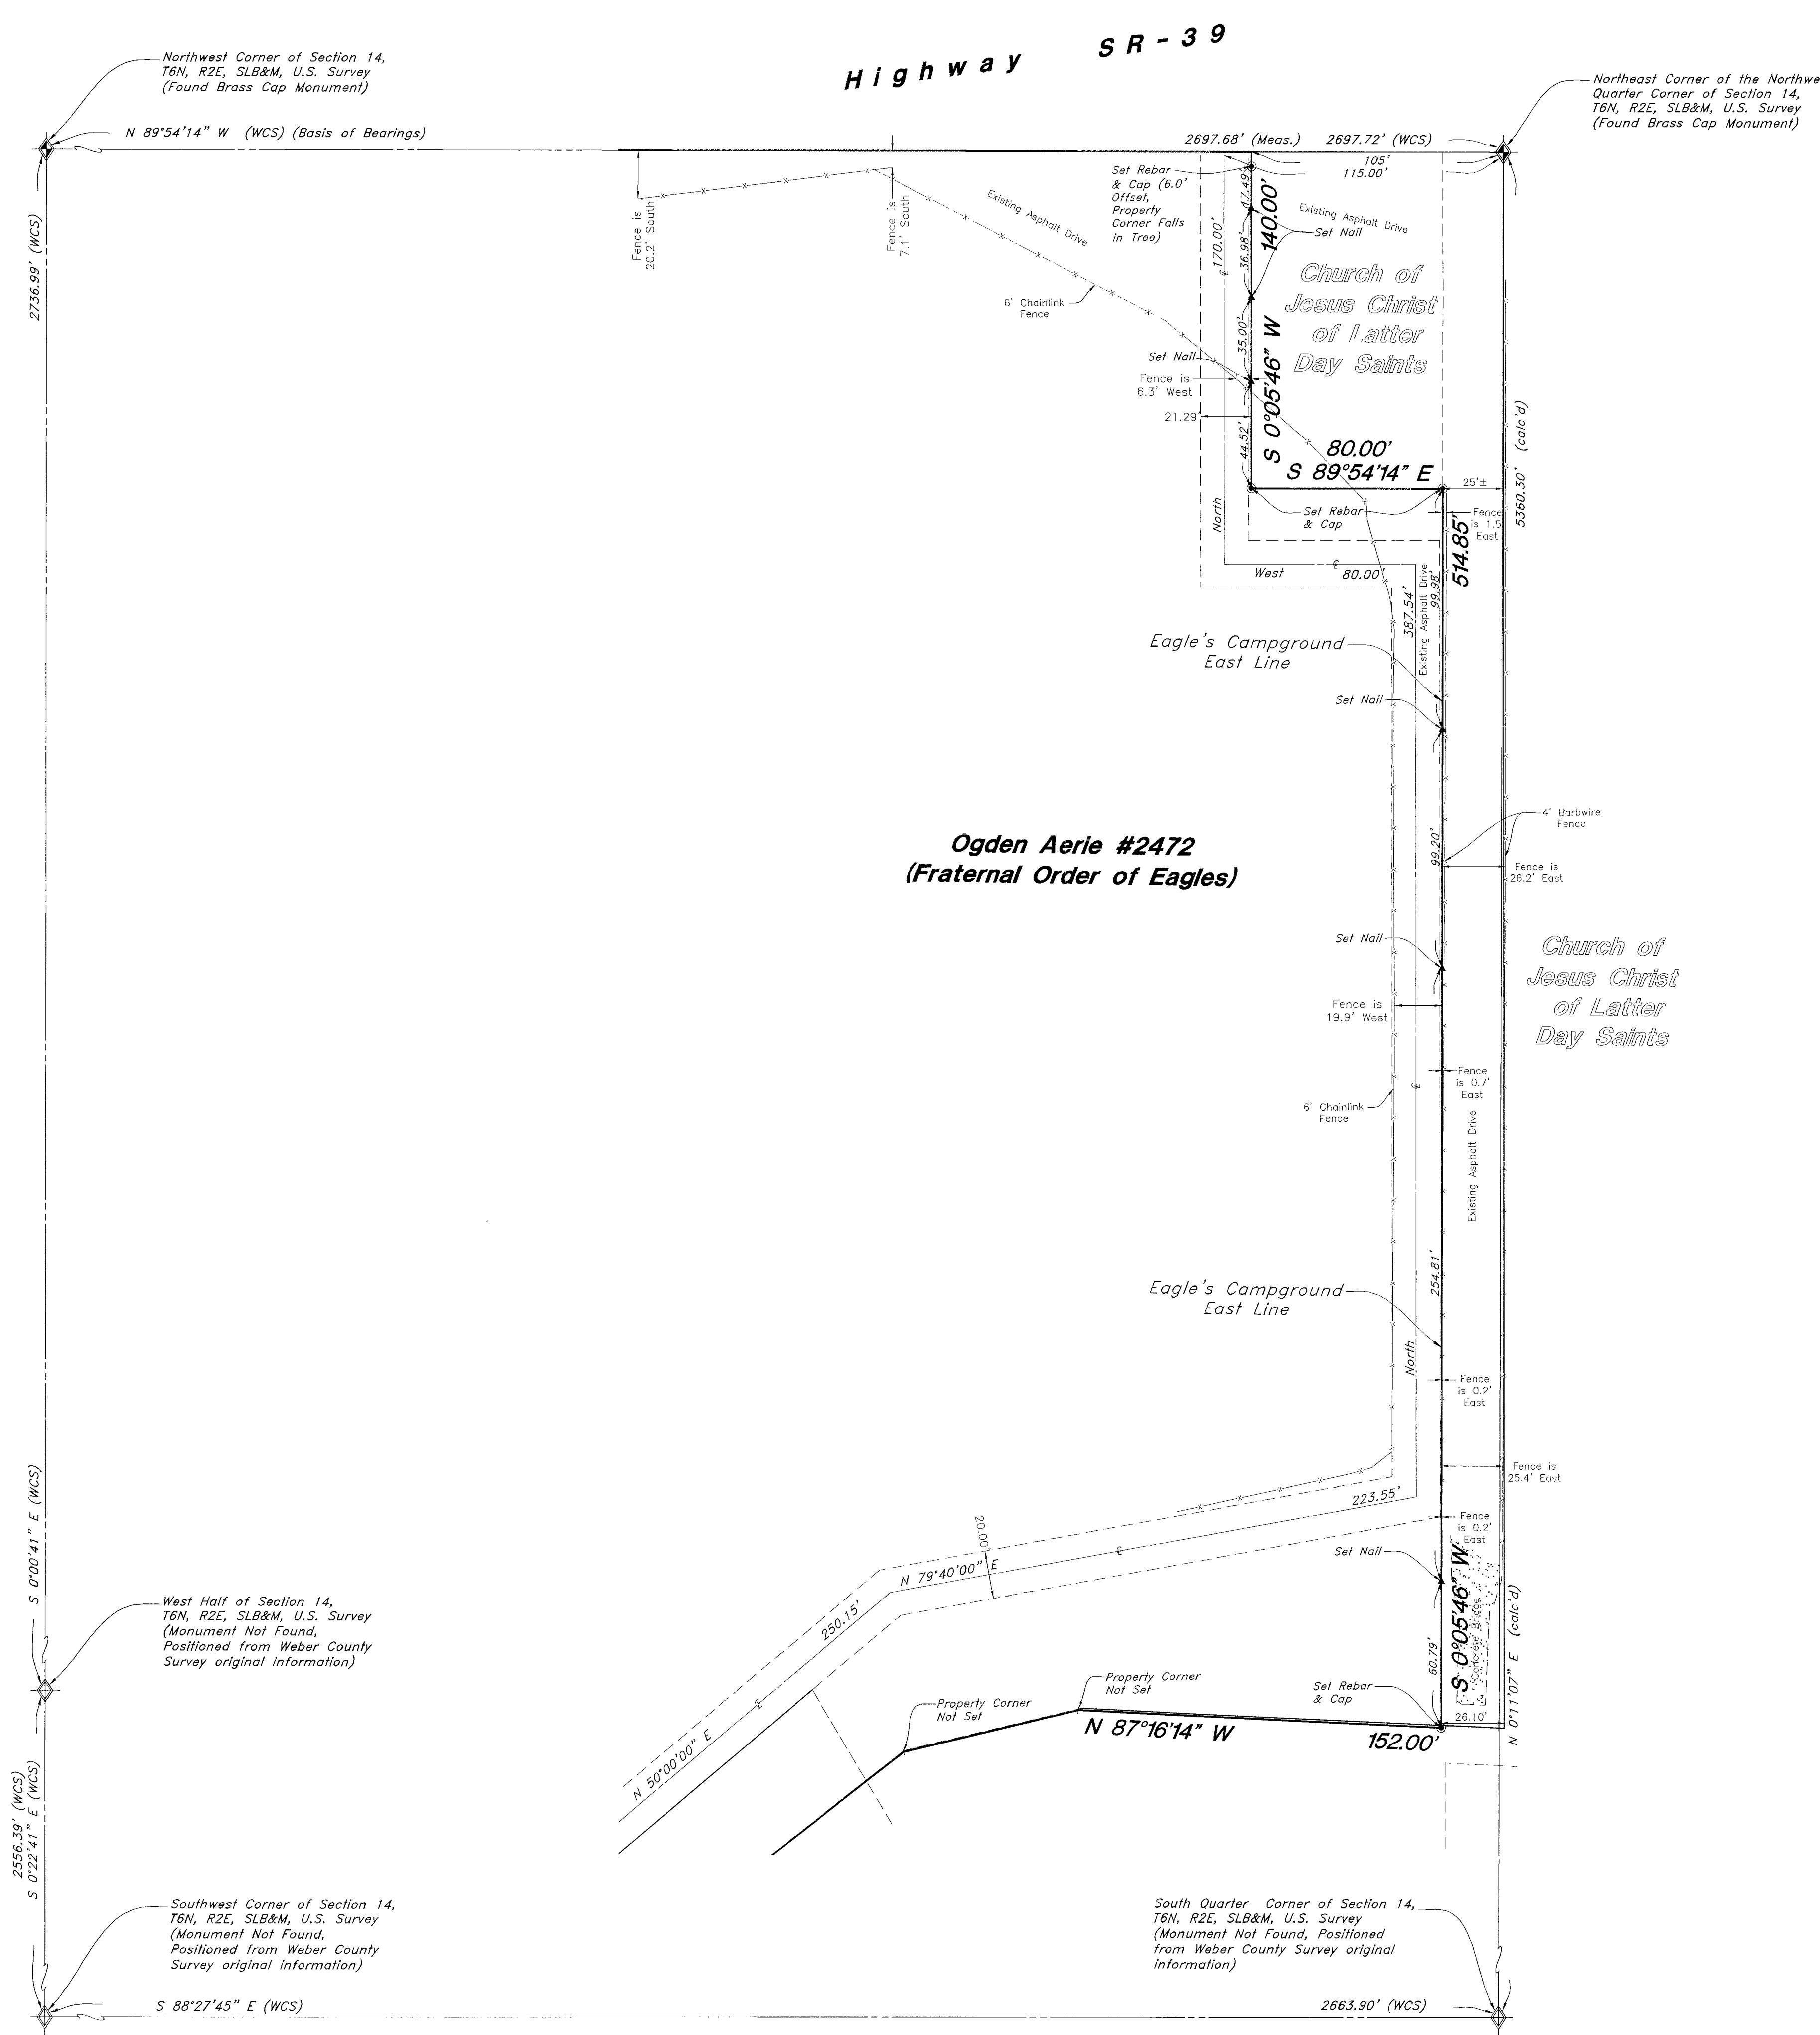 Highway SR-39
Northwest Corner of Section 14,
T6N, R2E, SLB&M, U.S. Survey
(Found Brass Cap Monument)
Northeast Corner of the Northwe
Quarter Corner of Section 14,
T6N, R2E, SLB&M, U.S. Survey
(Found Brass Cap Monument)
N 89°54'14" W (WCS) (Basis of Bearings)
2697.68' (Meas.) 2697.72' (WCS)
105'
115.00'
2736.99' (WCS)
Fence is
20.2' South
Fence is
7.1' South
Existing Asphalt Drive
6' Chainlink
Fence
Set Rebar
& Cap (6.0'
Offset,
Property
Corner Falls
in Tree)
17.49'
140.00'
170.00'
36.98'
Existing Asphalt Drive
Set Nail
Church of
Jesus Christ
of Latter
Day Saints
35.00'
S 0°05'46" W
Set Nail
Fence is
6.3' West
21.29'
44.52'
80.00'
S 89°54'14" E
25'±
5360.30' (calc'd)
North
Set Rebar
& Cap
Fence
is 1.5
East
514.85'
West 80.00'
387.54'
Existing Asphalt Drive
99.98'
Eagle's Campground
East Line
Set Nail
4' Barbwire
Fence
99.20'
Ogden Aerie #2472
(Fraternal Order of Eagles)
Fence is
26.2' East
Set Nail
Church of
Jesus Christ
of Latter
Day Saints
Fence is
19.9' West
Fence
is 0.7'
East
6' Chainlink
Fence
Existing Asphalt Drive
254.81'
Eagle's Campground
East Line
North
Fence
is 0.2'
East
Fence is
25.4' East
223.55'
20.00'
Fence
is 0.2'
East
Set Nail
N 79°40'00" E
S 0°00'41" E (WCS)
West Half of Section 14,
T6N, R2E, SLB&M, U.S. Survey
(Monument Not Found,
Positioned from Weber County
Survey original information)
250.15'
N 50°00'00" E
S 0°05'46" W
Concrete Bridge
60.79'
N 0°11'07" E (calc'd)
Property Corner
Not Set
Property Corner
Not Set
Set Rebar
& Cap
26.10'
N 87°16'14" W
152.00'
2556.39' (WCS)
S 0°22'41" E (WCS)
Southwest Corner of Section 14,
T6N, R2E, SLB&M, U.S. Survey
(Monument Not Found,
Positioned from Weber County
Survey original information)
South Quarter Corner of Section 14,
T6N, R2E, SLB&M, U.S. Survey
(Monument Not Found, Positioned
from Weber County Survey original
information)
S 88°27'45" E (WCS)
2663.90' (WCS)